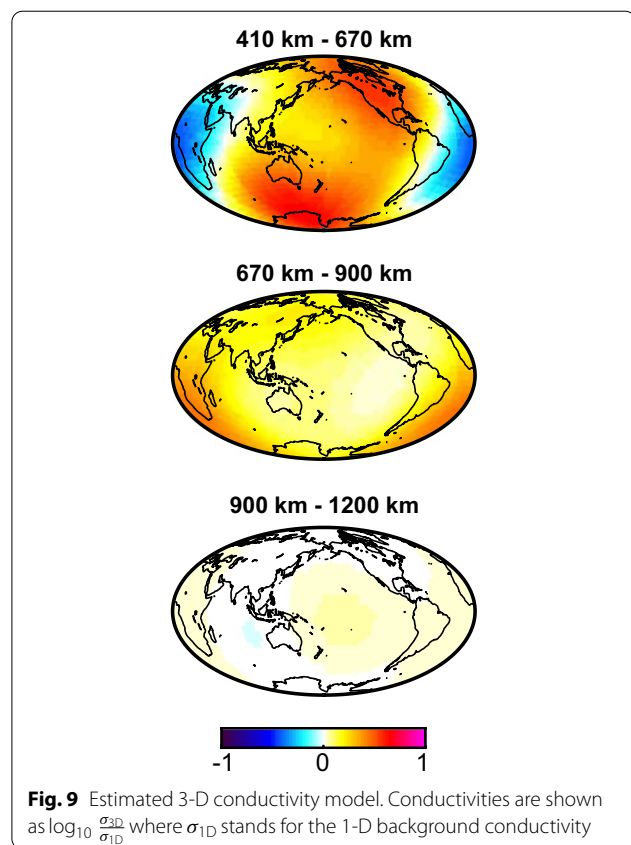 410 km - 670 km
670 km - 900 km
900 km - 1200 km
-1 0 1
Fig. 9 Estimated 3-D conductivity model. Conductivities are shown
as log₁₀ σ₃D/σ₁D where σ₁D stands for the 1-D background conductivity